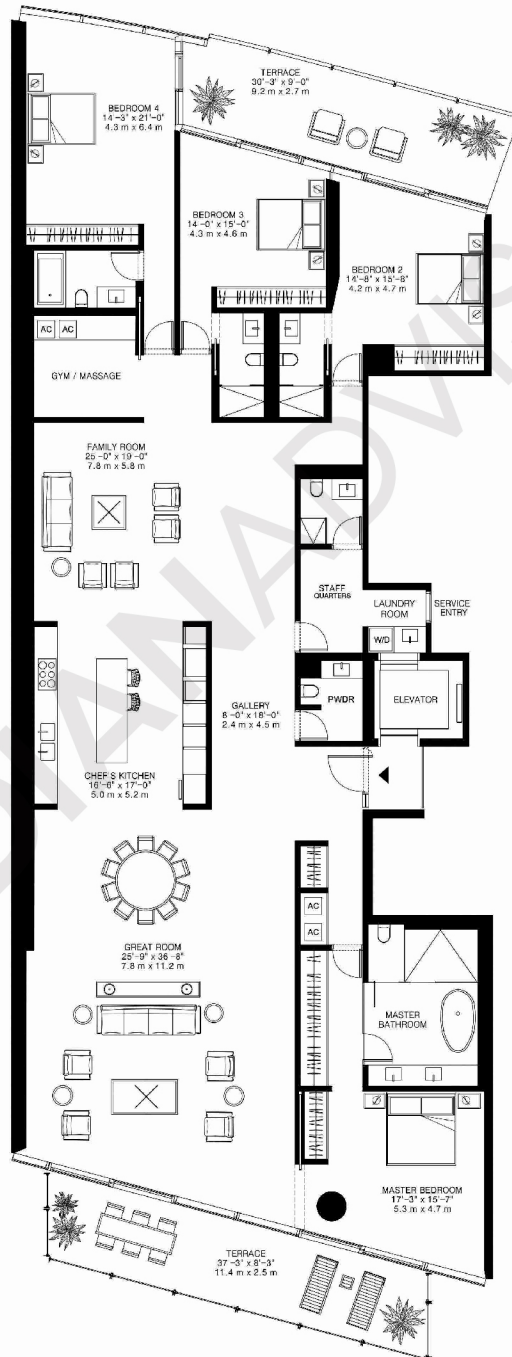 TERRACE
30'-3" x 9'-0"
9.2 m x 2.7 m
BEDROOM 4
14'-3" x 21'-0"
4.3 m x 6.4 m
BEDROOM 3
14'-0" x 15'-0"
4.3 m x 4.6 m
BEDROOM 2
14'-8" x 15'-8"
4.2 m x 4.7 m
AC AC
GYM / MASSAGE
FAMILY ROOM
25'-0" x 19'-0"
7.8 m x 5.8 m
STAFF
QUARTERS
LAUNDRY
ROOM
SERVICE
ENTRY
W/D
PWDR
ELEVATOR
GALLERY
8'-0" x 18'-0"
2.4 m x 4.5 m
CHEF'S KITCHEN
16'-6" x 17'-0"
5.0 m x 5.2 m
AC
AC
GREAT ROOM
25'-9" x 36'-8"
7.8 m x 11.2 m
MASTER
BATHROOM
MASTER BEDROOM
17'-3" x 15'-7"
5.3 m x 4.7 m
TERRACE
37'-3" x 8'-3"
11.4 m x 2.5 m
DIANADVIS